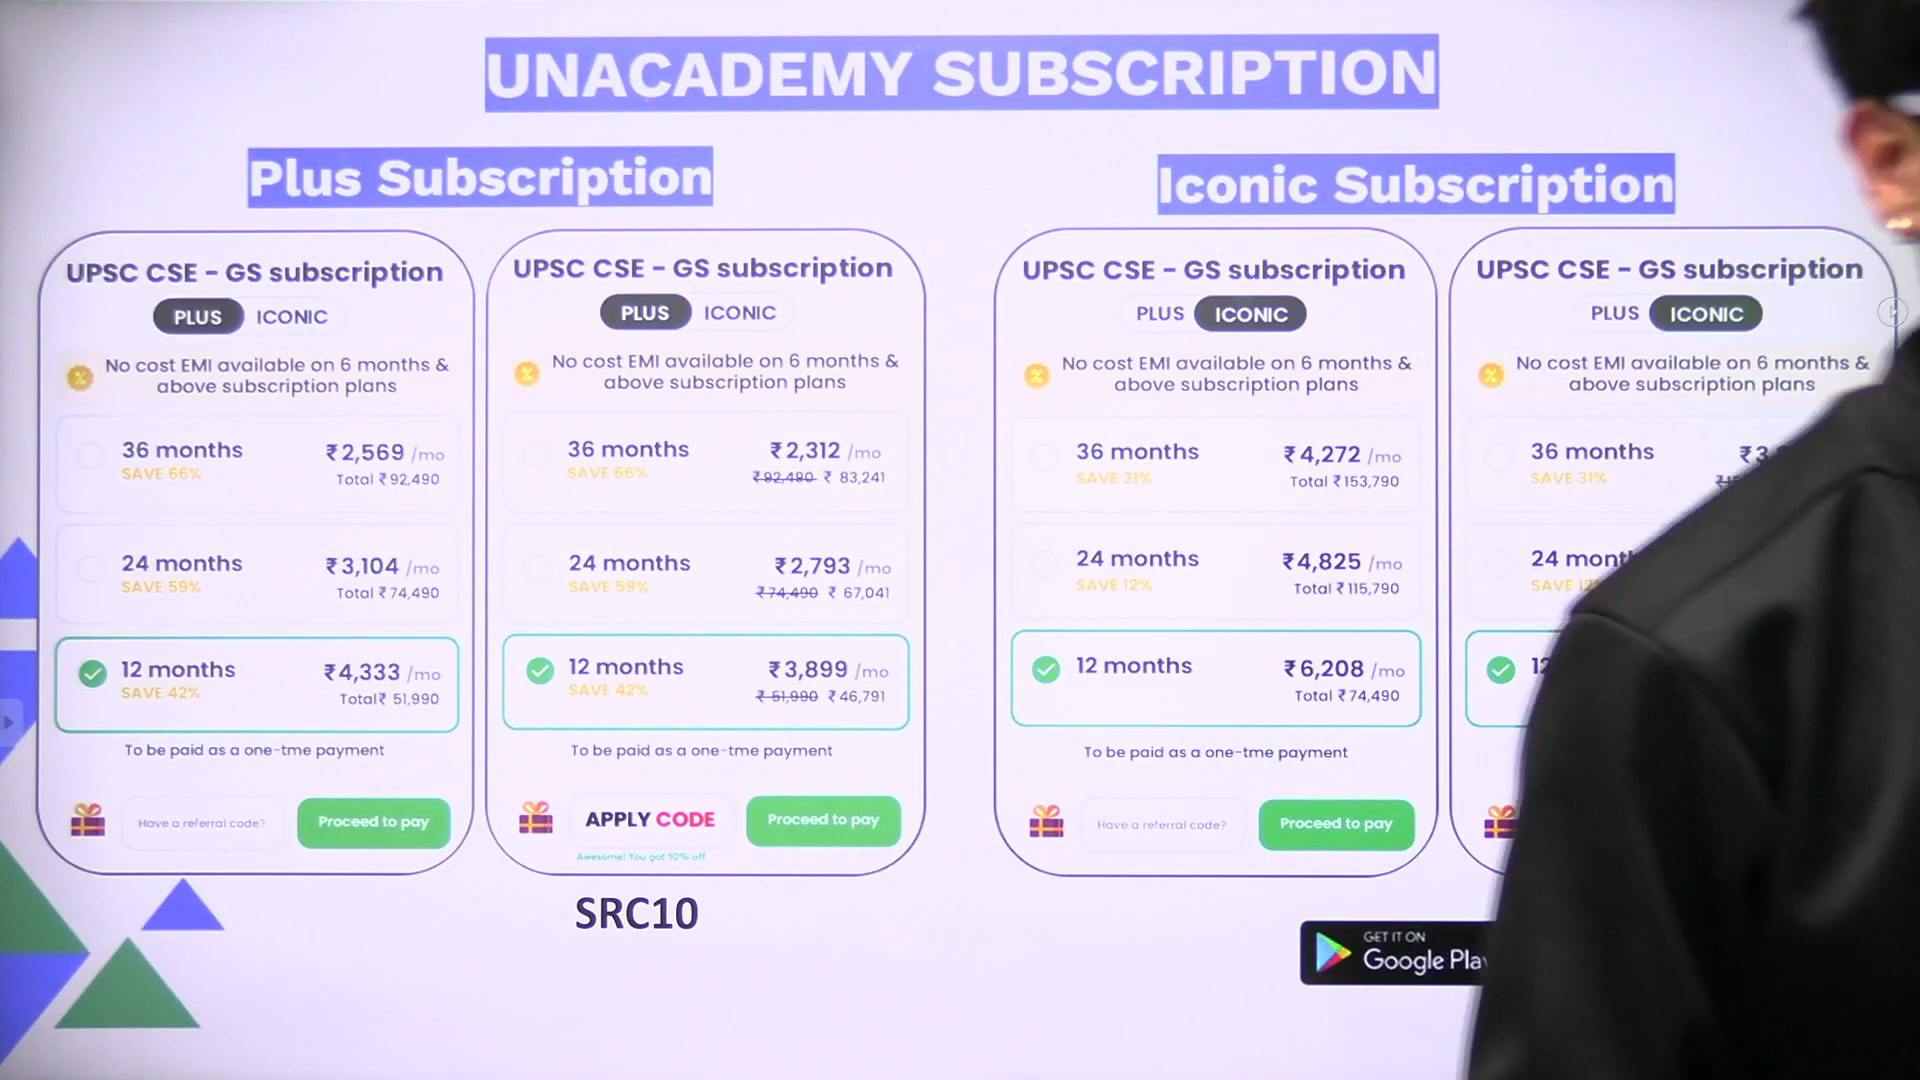 UNACADEMY SUBSCRIPTION
Plus Subscription
Iconic Subscription
UPSC CSE - GS subscription
PLUS ICONIC
No cost EMI available on 6 months &
above subscription plans
36 months ₹2,569 /mo
SAVE 66% Total ₹92,490
24 months ₹3,104 /mo
SAVE 59% Total ₹74,490
12 months ₹4,333 /mo
SAVE 42% Total₹ 51,990
To be paid as a one-tme payment
Have a referral code? Proceed to pay
UPSC CSE - GS subscription
PLUS ICONIC
No cost EMI available on 6 months &
above subscription plans
36 months ₹2,312 /mo
SAVE 66% ₹92,490 ₹ 83,241
24 months ₹2,793 /mo
SAVE 59% ₹74,490 ₹ 67,041
12 months ₹3,899 /mo
SAVE 42% ₹ 51,990 ₹46,791
To be paid as a one-tme payment
APPLY CODE Proceed to pay
Awesome! You got 10% off
SRC10
UPSC CSE - GS subscription
PLUS ICONIC
No cost EMI available on 6 months &
above subscription plans
36 months ₹4,272 /mo
SAVE 31% Total ₹153,790
24 months ₹4,825 /mo
SAVE 12% Total ₹115,790
12 months ₹6,208 /mo
Total ₹74,490
To be paid as a one-tme payment
Have a referral code? Proceed to pay
UPSC CSE - GS subscription
PLUS ICONIC
No cost EMI available on 6 months &
above subscription plans
36 months
SAVE 31%
24
SAVE
12
GET IT ON
Google